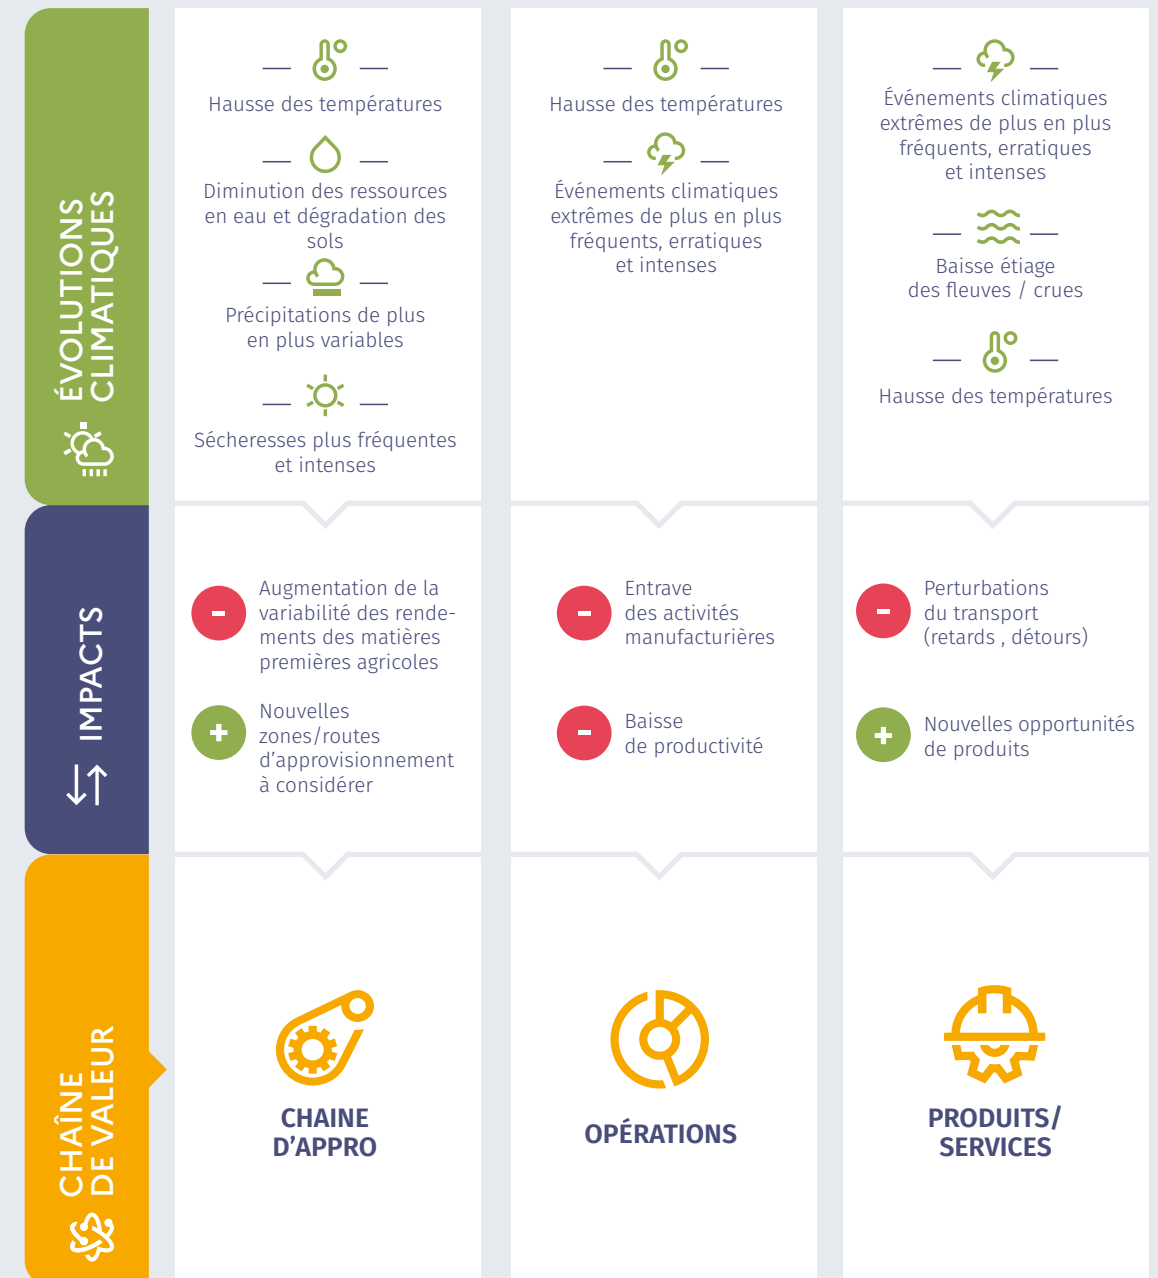 ÉVOLUTIONS
CLIMATIQUES
Hausse des températures
Diminution des ressources
en eau et dégradation des
sols
Précipitations de plus
en plus variables
Sécheresses plus fréquentes
et intenses
Hausse des températures
Événements climatiques
extrêmes de plus en plus
fréquents, erratiques
et intenses
Événements climatiques
extrêmes de plus en plus
fréquents, erratiques
et intenses
Baisse étiage
des fleuves / crues
Hausse des températures
IMPACTS
-
Augmentation de la
variabilité des rende-
ments des matières
premières agricoles
+
Nouvelles
zones/routes
d'approvisionnement
à considérer
-
Entrave
des activités
manufacturières
-
Baisse
de productivité
-
Perturbations
du transport
(retards , détours)
+
Nouvelles opportunités
de produits
CHAÎNE
DE VALEUR
CHAINE
D'APPRO
OPÉRATIONS
PRODUITS/
SERVICES